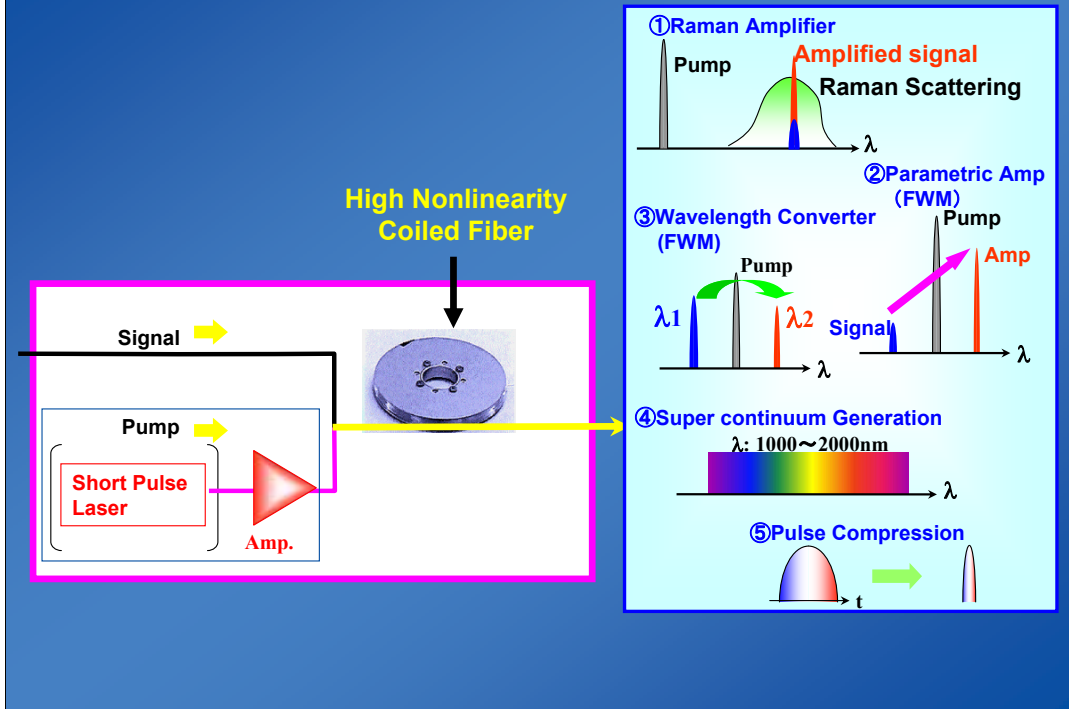 High Nonlinearity
Coiled Fiber
Signal
Pump
Short Pulse
Laser
Amp.
①Raman Amplifier
Pump
Amplified signal
Raman Scattering
λ
②Parametric Amp
(FWM)
Pump
Amp
Signal
λ
③Wavelength Converter
(FWM)
Pump
λ1
λ2
λ
④Super continuum Generation
λ: 1000～2000nm
λ
⑤Pulse Compression
t